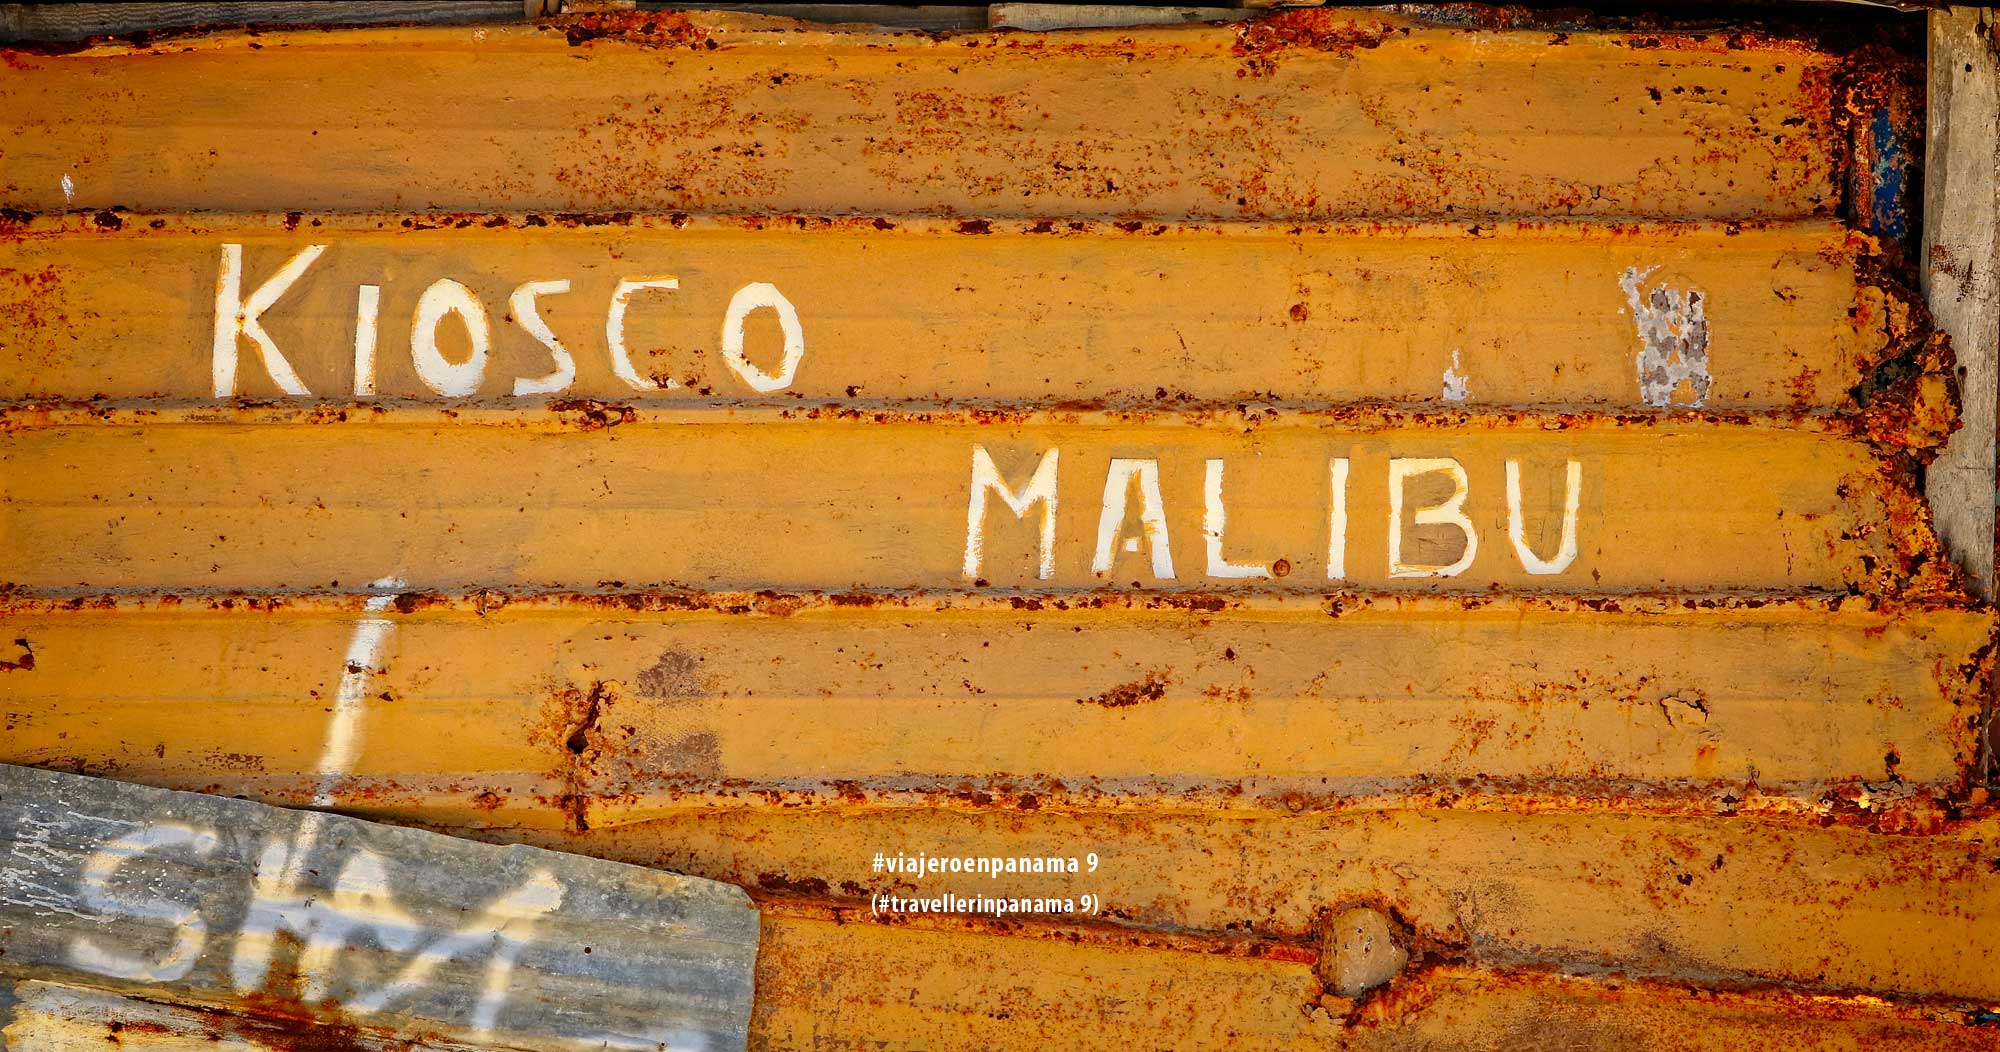 KIOSCO
MALIBU
#viajeroenpanama 9
(#travellerinpanama 9)